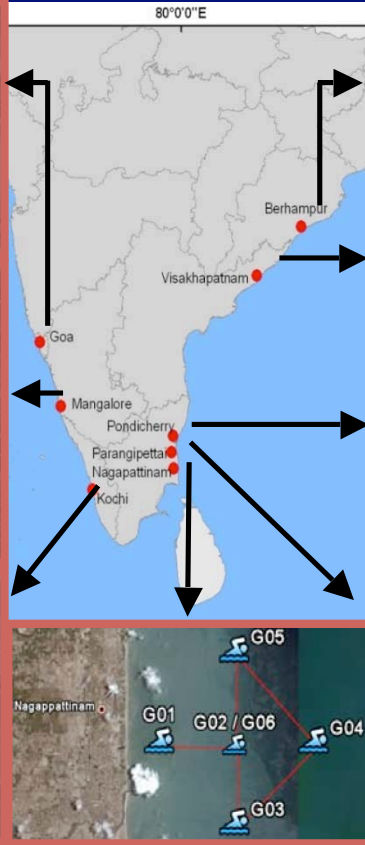 80°0'0"E
Berhampur
Visakhapatnam
Goa
Mangalore
Pondicherry
Parangipettai
Nagapattinam
Kochi
G05
Nagappattinam
G01
G02 / G06
G04
G03